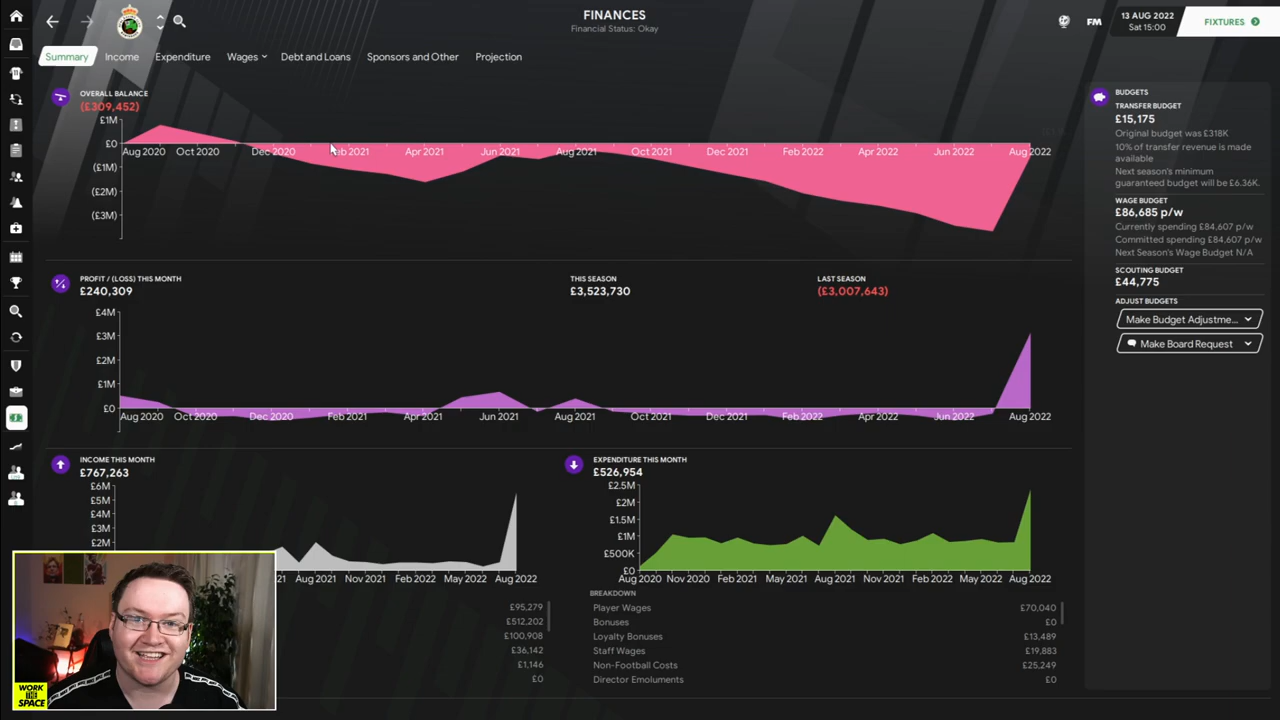 FINANCES
Financial Status: Okay
FM
13 AUG 2022
Sat 15:00
FIXTURES
Summary
Income
Expenditure
Wages
Debt and Loans
Sponsors and Other
Projection
OVERALL BALANCE
(£309,452)
£1M
£0
(£1M)
(£2M)
(£3M)
Aug 2020 Oct 2020 Dec 2020 Feb 2021 Apr 2021 Jun 2021 Aug 2021 Oct 2021 Dec 2021 Feb 2022 Apr 2022 Jun 2022 Aug 2022
PROFIT / (LOSS) THIS MONTH
£240,309
THIS SEASON
£3,523,730
LAST SEASON
(£3,007,643)
£4M
£3M
£2M
£1M
£0
Aug 2020 Oct 2020 Dec 2020 Feb 2021 Apr 2021 Jun 2021 Aug 2021 Oct 2021 Dec 2021 Feb 2022 Apr 2022 Jun 2022 Aug 2022
INCOME THIS MONTH
£767,263
£6M
£5M
£4M
£3M
£2M
21 Aug 2021 Nov 2021 Feb 2022 May 2022 Aug 2022
£95,279
£512,202
£100,908
£36,142
£1,146
£0
EXPENDITURE THIS MONTH
£526,954
£2.5M
£2M
£1.5M
£1M
£500K
£0
Aug 2020 Nov 2020 Feb 2021 May 2021 Aug 2021 Nov 2021 Feb 2022 May 2022 Aug 2022
BREAKDOWN
Player Wages £70,040
Bonuses £0
Loyalty Bonuses £13,489
Staff Wages £19,883
Non-Football Costs £25,249
Director Emoluments £0
BUDGETS
TRANSFER BUDGET
£15,175
Original budget was £318K
10% of transfer revenue is made
available
Next season's minimum
guaranteed budget will be £6.36K.
WAGE BUDGET
£86,685 p/w
Currently spending £84,607 p/w
Committed spending £84,607 p/w
Next Season's Wage Budget N/A
SCOUTING BUDGET
£44,775
ADJUST BUDGETS
Make Budget Adjustme...
Make Board Request
WORK
THE
SPACE